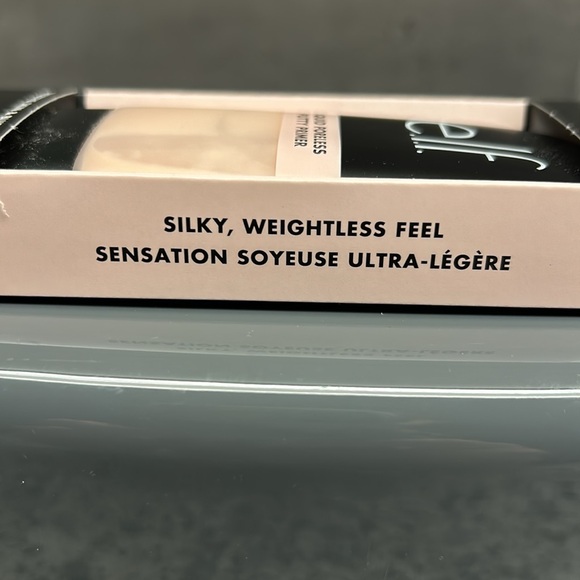 e.l.f.
PORELESS
PUTTY PRIMER
SILKY, WEIGHTLESS FEEL
SENSATION SOYEUSE ULTRA-LÉGÈRE